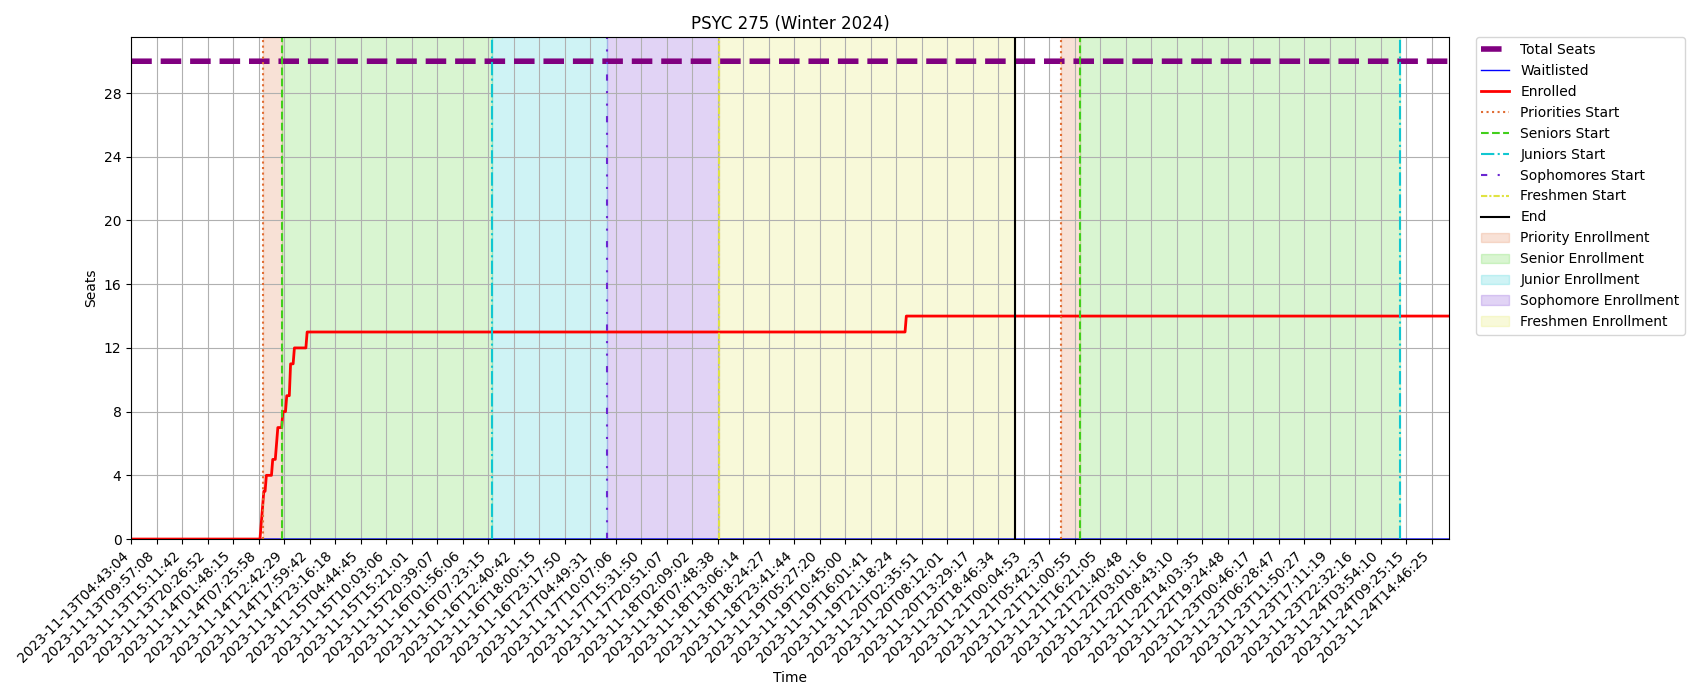 PSYC 275 (Winter 2024)
Seats
28
24
20
16
12
8
4
0
2023-11-13T04:43:04
2023-11-13T09:57:08
2023-11-13T15:11:42
2023-11-13T20:26:52
2023-11-14T01:48:15
2023-11-14T07:25:58
2023-11-14T12:42:29
2023-11-14T17:59:42
2023-11-14T23:16:18
2023-11-15T04:44:45
2023-11-15T10:03:06
2023-11-15T15:21:01
2023-11-15T20:39:07
2023-11-16T01:56:06
2023-11-16T07:23:15
2023-11-16T12:40:42
2023-11-16T18:00:15
2023-11-16T23:17:50
2023-11-17T04:49:31
2023-11-17T10:07:06
2023-11-17T15:31:50
2023-11-17T20:51:07
2023-11-18T02:09:02
2023-11-18T07:48:38
2023-11-18T13:06:14
2023-11-18T18:24:27
2023-11-18T23:41:44
2023-11-19T05:27:20
2023-11-19T10:45:00
2023-11-19T16:01:41
2023-11-19T21:18:24
2023-11-20T02:35:51
2023-11-20T08:12:01
2023-11-20T13:29:17
2023-11-20T18:46:34
2023-11-21T00:04:53
2023-11-21T05:42:37
2023-11-21T11:00:55
2023-11-21T16:21:05
2023-11-21T21:40:48
2023-11-22T03:01:16
2023-11-22T08:43:10
2023-11-22T14:03:35
2023-11-22T19:24:48
2023-11-23T00:46:17
2023-11-23T06:28:47
2023-11-23T11:50:27
2023-11-23T17:11:19
2023-11-23T22:32:16
2023-11-24T03:54:10
2023-11-24T09:25:15
2023-11-24T14:46:25
Time
Total Seats
Waitlisted
Enrolled
Priorities Start
Seniors Start
Juniors Start
Sophomores Start
Freshmen Start
End
Priority Enrollment
Senior Enrollment
Junior Enrollment
Sophomore Enrollment
Freshmen Enrollment